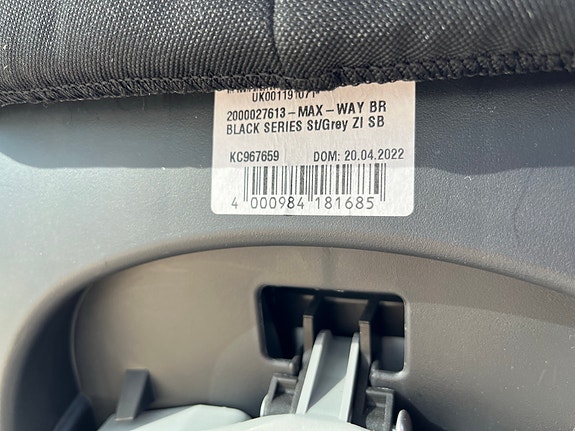 2000027613-MAX-WAY BR
BLACK SERIES St/Grey ZI SB
KC967659 DOM: 20.04.2022
4 000984 181685